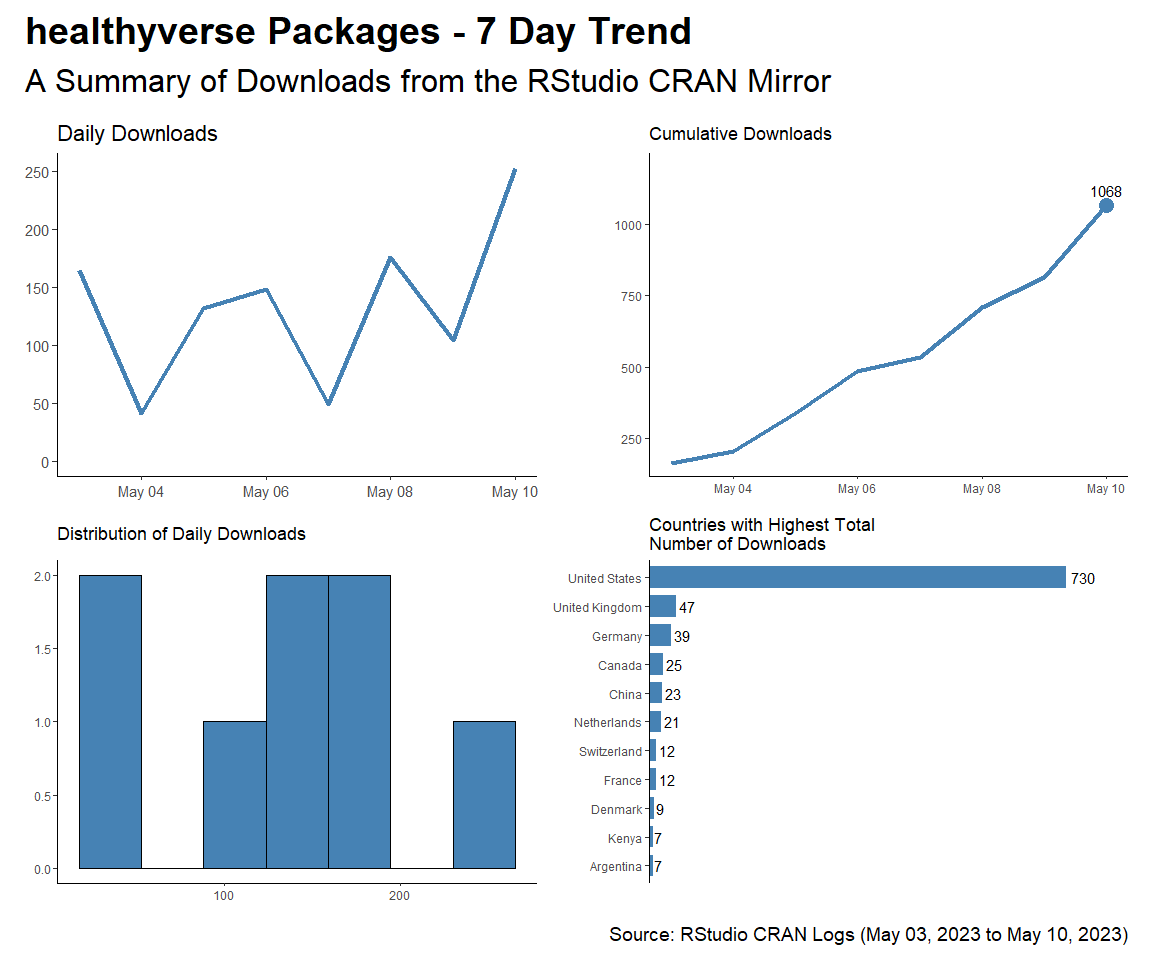 healthyverse Packages - 7 Day Trend
A Summary of Downloads from the RStudio CRAN Mirror
Daily Downloads
250
200
150
100
50
0
May 04
May 06
May 08
May 10
Cumulative Downloads
1068
1000
750
500
250
May 04
May 06
May 08
May 10
Distribution of Daily Downloads
2.0
1.5
1.0
0.5
0.0
100
200
Countries with Highest Total
Number of Downloads
United States 730
United Kingdom 47
Germany 39
Canada 25
China 23
Netherlands 21
Switzerland 12
France 12
Denmark 9
Kenya 7
Argentina 7
Source: RStudio CRAN Logs (May 03, 2023 to May 10, 2023)